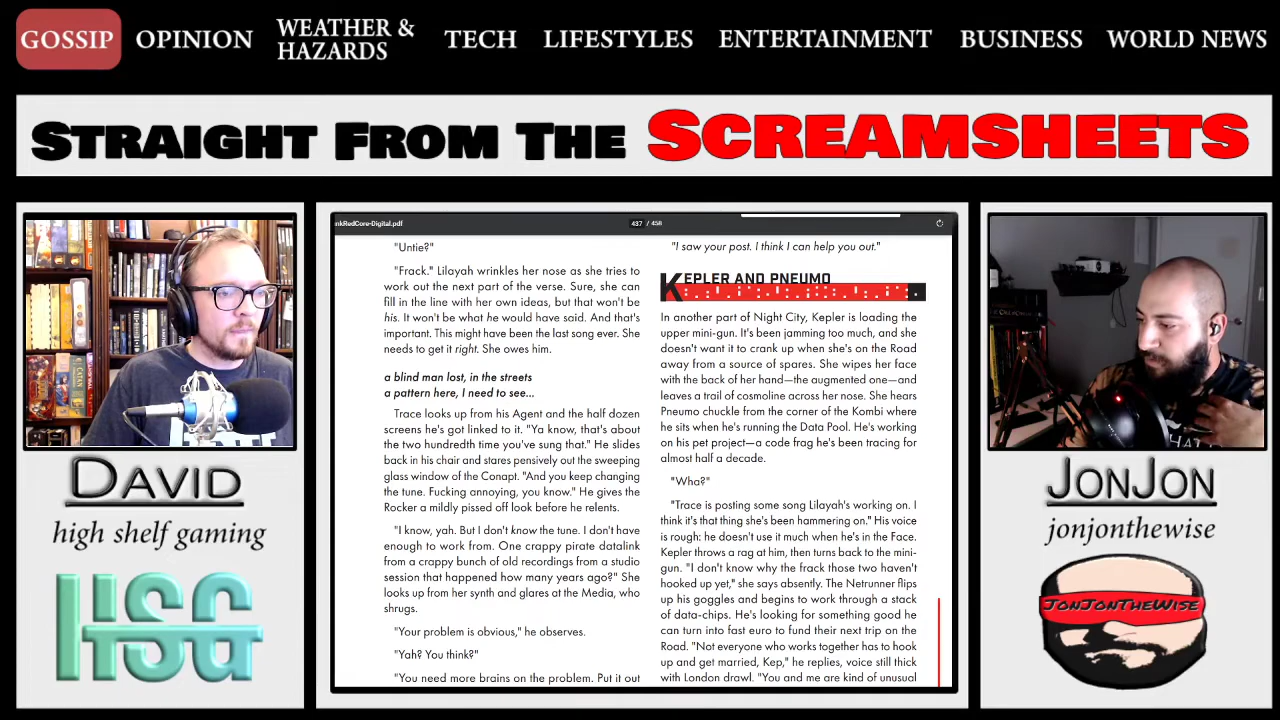 GOSSIP
OPINION
WEATHER &
HAZARDS
TECH
LIFESTYLES
ENTERTAINMENT
BUSINESS
WORLD NEWS
STRAIGHT FROM THE SCREAMSHEETS
nkRedCore-Digital.pdf
437 / 458
"Untie?"
"Frack." Lilayah wrinkles her nose as she tries to
work out the next part of the verse. Sure, she can
fill in the line with her own ideas, but that won't be
his. It won't be what he would have said. And that's
important. This might have been the last song ever. She
needs to get it right. She owes him.
a blind man lost, in the streets
a pattern here, I need to see...
Trace looks up from his Agent and the half dozen
screens he's got linked to it. "Ya know, that's about
the two hundredth time you've sung that." He slides
back in his chair and stares pensively out the sweeping
glass window of the Conapt. "And you keep changing
the tune. Fucking annoying, you know." He gives the
Rocker a mildly pissed off look before he relents.
"I know, yah. But I don't know the tune. I don't have
enough to work from. One crappy pirate datalink
from a crappy bunch of old recordings from a studio
session that happened how many years ago?" She
looks up from her synth and glares at the Media, who
shrugs.
"Your problem is obvious," he observes.
"Yah? You think?"
"You need more brains on the problem. Put it out
"I saw your post. I think I can help you out."
KEPLER AND PNEUMO
In another part of Night City, Kepler is loading the
upper mini-gun. It's been jamming too much, and she
doesn't want it to crank up when she's on the Road
away from a source of spares. She wipes her face
with the back of her hand—the augmented one—and
leaves a trail of cosmoline across her nose. She hears
Pneumo chuckle from the corner of the Kombi where
he sits when he's running the Data Pool. He's working
on his pet project—a code frag he's been tracing for
almost half a decade.
"Wha?"
"Trace is posting some song Lilayah's working on. I
think it's that thing she's been hammering on." His voice
is rough: he doesn't use it much when he's in the Face.
Kepler throws a rag at him, then turns back to the mini-
gun. "I don't know why the frack those two haven't
hooked up yet," she says absently. The Netrunner flips
up his goggles and begins to work through a stack
of data-chips. He's looking for something good he
can turn into fast euro to fund their next trip on the
Road. "Not everyone who works together has to hook
up and get married, Kep," he replies, voice still thick
with London drawl. "You and me are kind of unusual
DAVID
high shelf gaming
HSG
JONJON
jonjonthewise
JONJONTHEWISE
CATAN